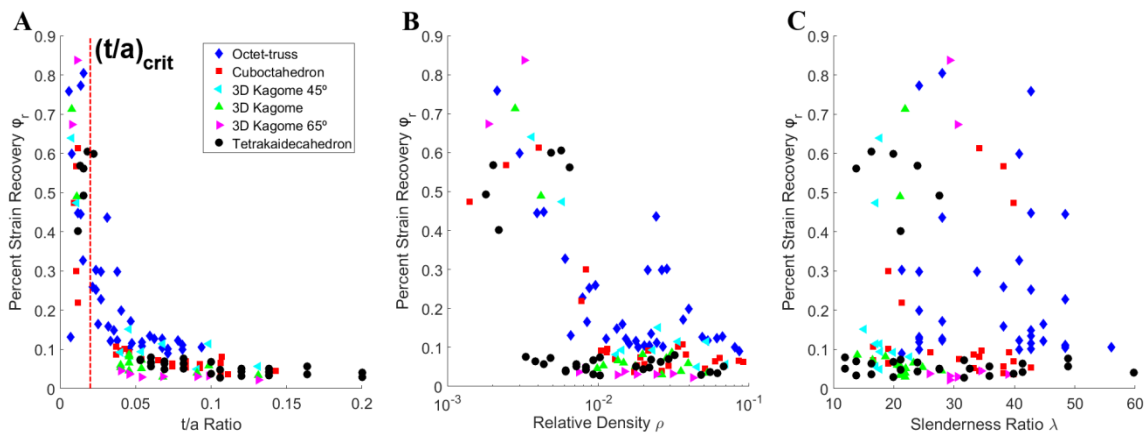 A
(t/a)crit
Octet-truss
Cuboctahedron
3D Kagome 45º
3D Kagome
3D Kagome 65º
Tetrakaidecahedron
Percent Strain Recovery φr
0.9
0.8
0.7
0.6
0.5
0.4
0.3
0.2
0.1
0
0 0.05 0.1 0.15 0.2
t/a Ratio
B
Percent Strain Recovery φr
0.9
0.8
0.7
0.6
0.5
0.4
0.3
0.2
0.1
0
10-3 10-2 10-1
Relative Density ρ
C
Percent Strain Recovery φr
0.9
0.8
0.7
0.6
0.5
0.4
0.3
0.2
0.1
0
10 20 30 40 50 60
Slenderness Ratio λ